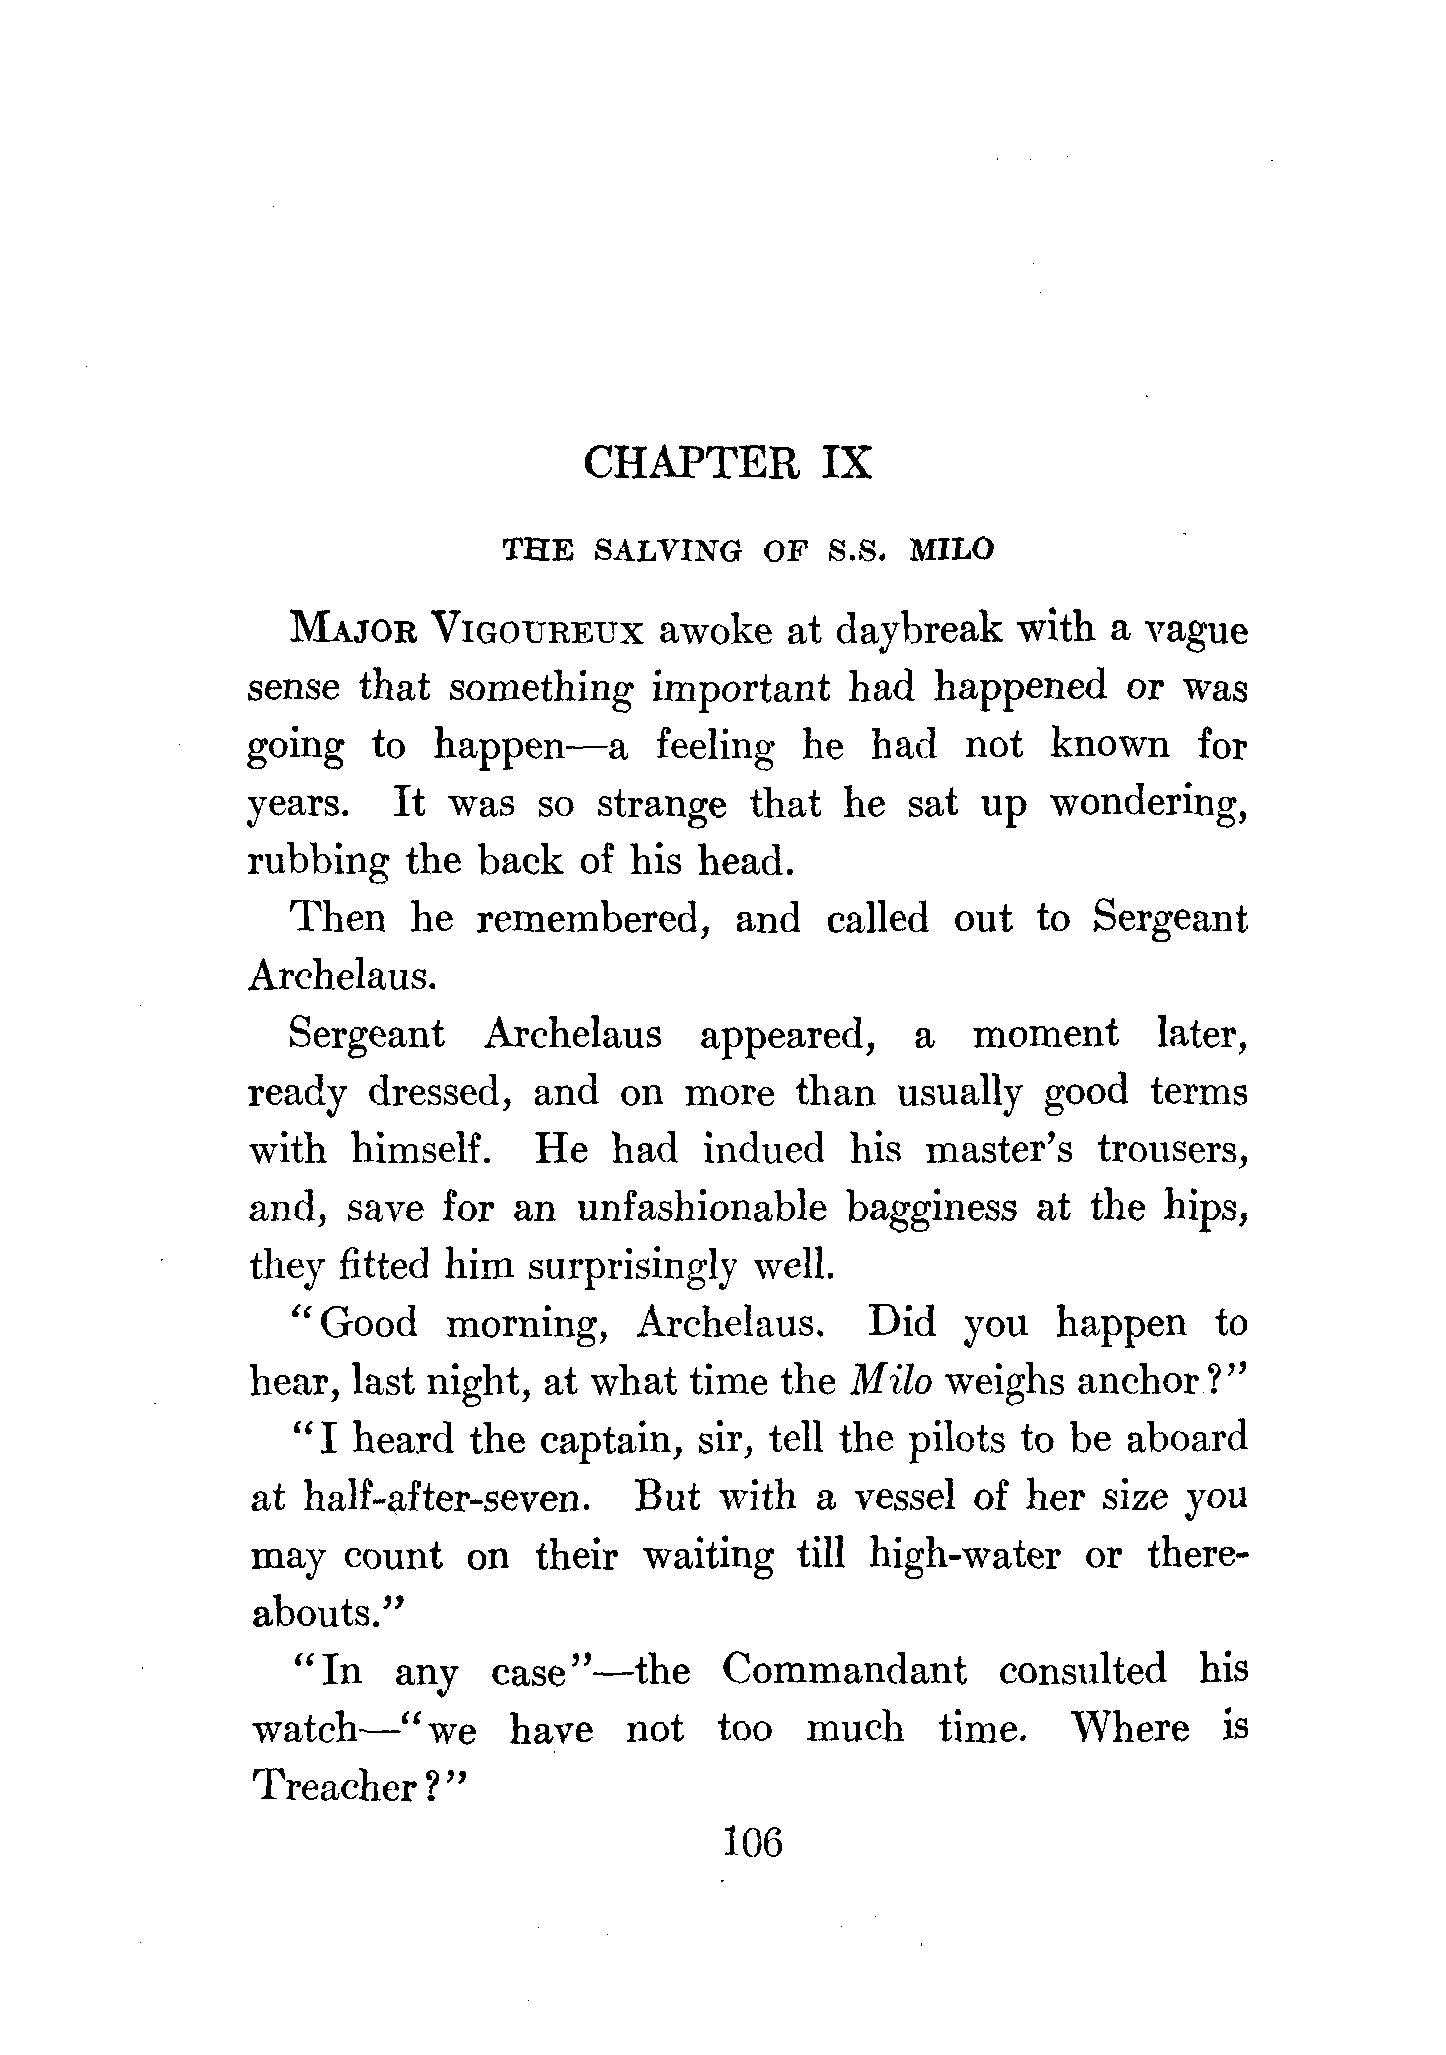 CHAPTER IX
THE SALVING OF S.S. MILO
MAJOR VIGOUREUX awoke at daybreak with a vague
sense that something important had happened or was
going to happen—a feeling he had not known for
years. It was so strange that he sat up wondering,
rubbing the back of his head.
Then he remembered, and called out to Sergeant
Archelaus.
Sergeant Archelaus appeared, a moment later,
ready dressed, and on more than usually good terms
with himself. He had indued his master's trousers,
and, save for an unfashionable bagginess at the hips,
they fitted him surprisingly well.
"Good morning, Archelaus. Did you happen to
hear, last night, at what time the Milo weighs anchor?"
"I heard the captain, sir, tell the pilots to be aboard
at half-after-seven. But with a vessel of her size you
may count on their waiting till high-water or there-
abouts."
"In any case"—the Commandant consulted his
watch—"we have not too much time. Where is
Treacher?"
106